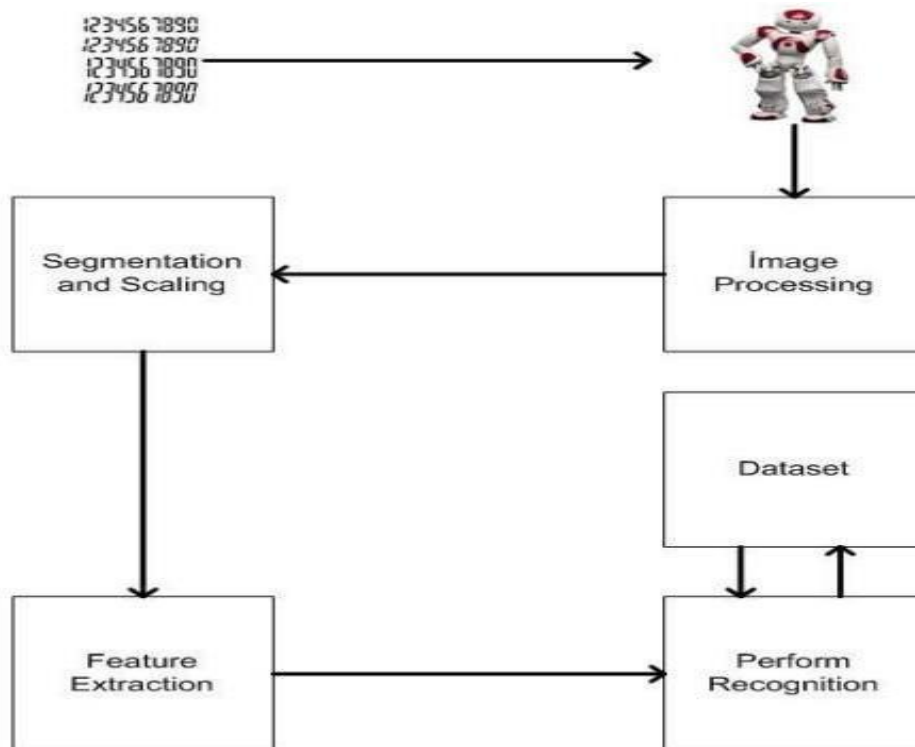 1234567890
1234567890
1234567890
1234567890
Segmentation
and Scaling
İmage
Processing
Dataset
Feature
Extraction
Perform
Recognition